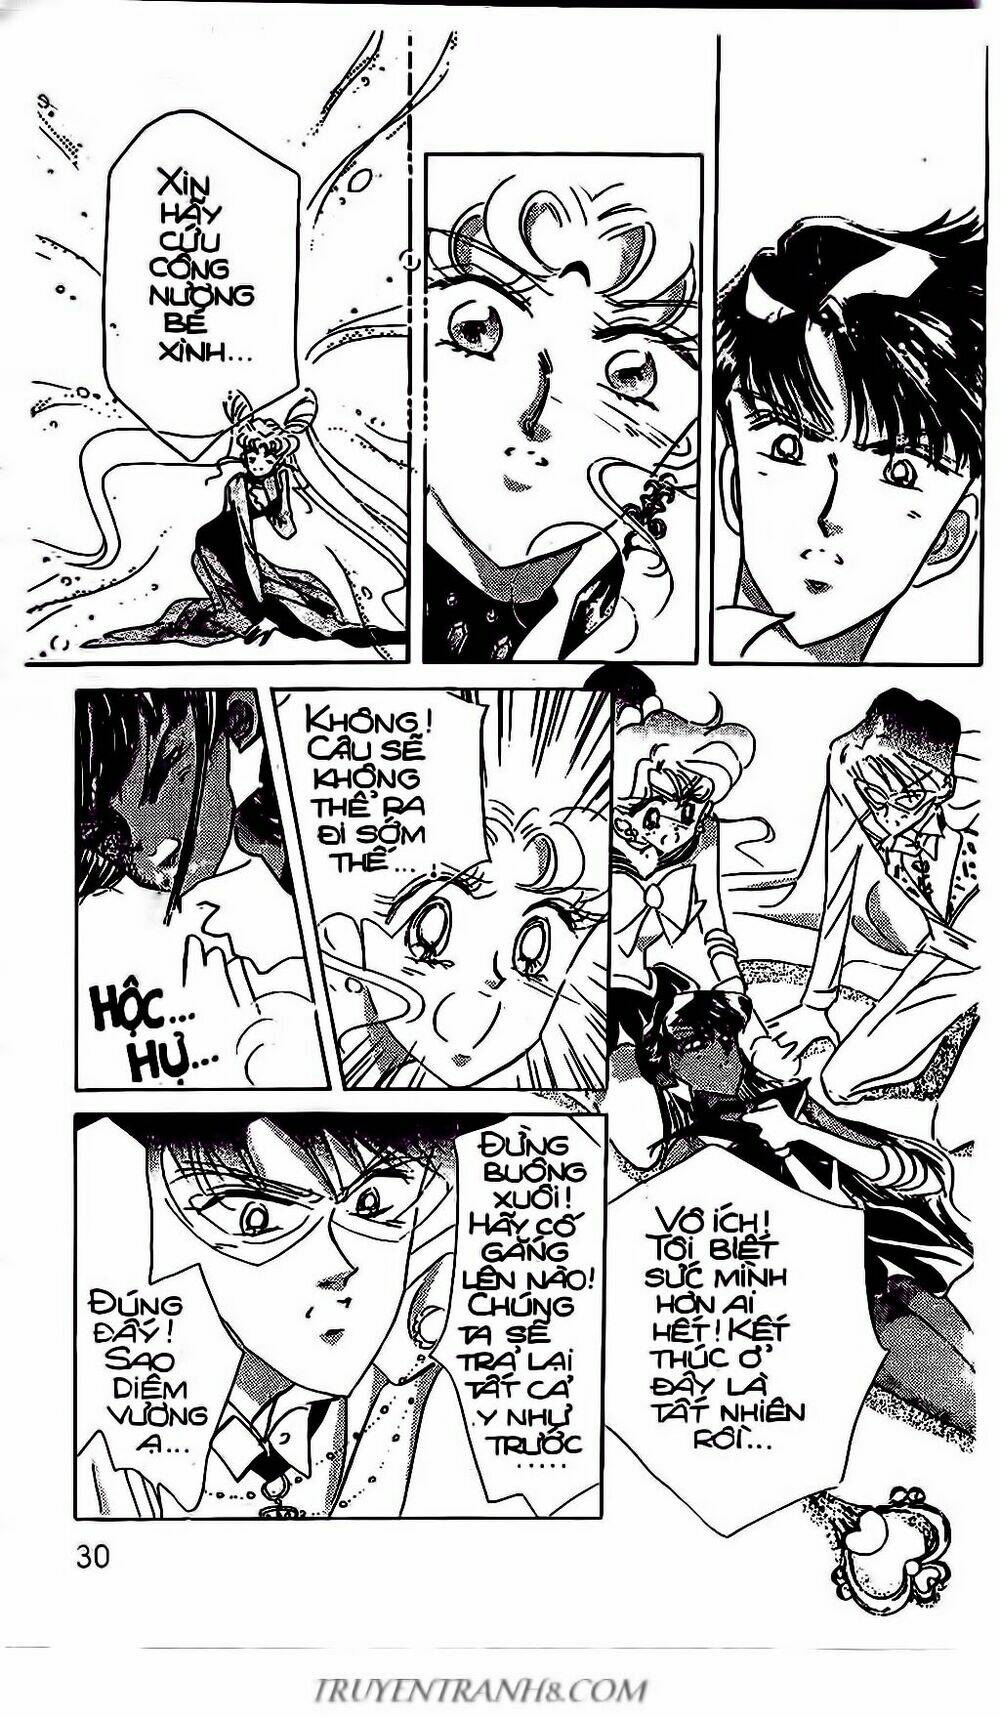 XIN
HÃY
CỨU
CÔNG
NƯƠNG
BÉ
XINH...
KHÔNG!
CẬU SẼ
KHÔNG
THỂ RA
ĐI SỚM
THẾ...
HỘC...
HỰ...
ĐỪNG
BUÔNG
XUÔI!
HÃY CỐ
GẮNG
LÊN NÀO!
CHÚNG
TA SẼ
TRẢ LẠI
TẤT CẢ
Y NHƯ
TRƯỚC
.....
ĐÚNG
ĐẤY!
SAO
DIÊM
VƯƠNG
Ạ...
VÔ ÍCH!
TÔI BIẾT
SỨC MÌNH
HƠN AI
HẾT! KẾT
THÚC Ở
ĐÂY LÀ
TẤT NHIÊN
RỒI...
30
TRUYENTRANH8.COM